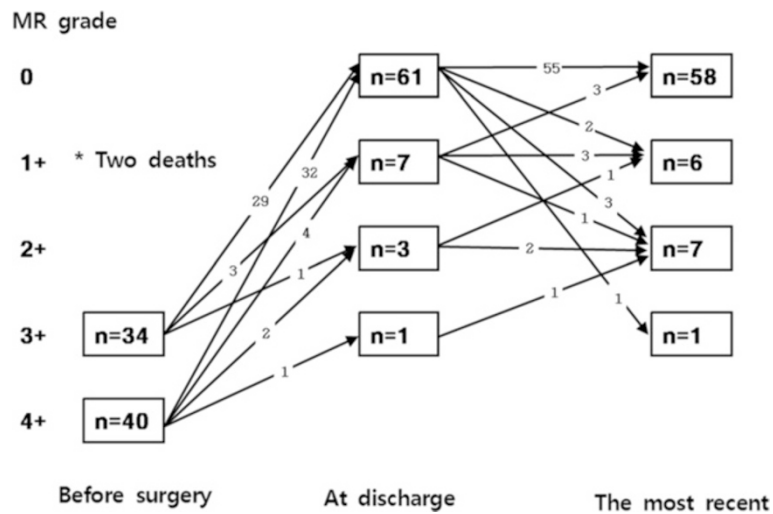 MR grade
0 n=61 55 n=58
3
2
1+ * Two deaths n=7 3 n=6
32 1
29 3
4 1
2+ n=3 2 n=7
3 1
1 1
3+ n=34 2 n=1 n=1
1
4+ n=40
Before surgery At discharge The most recent